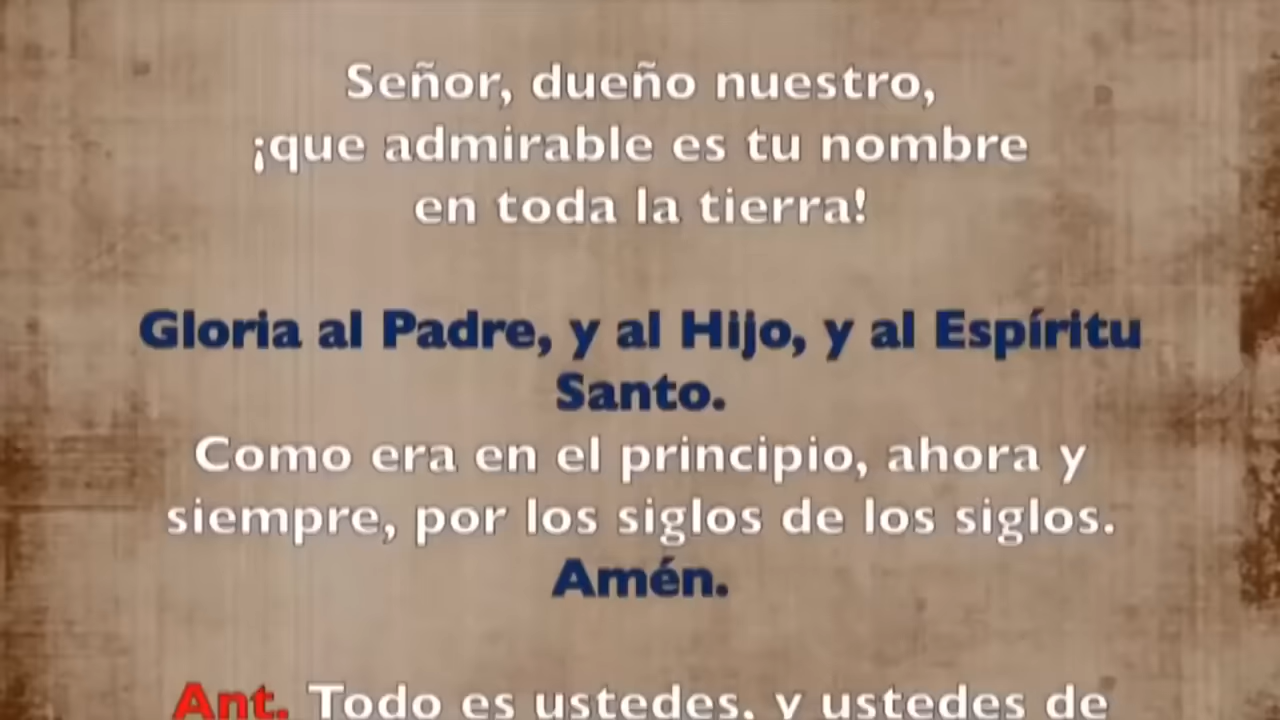 Señor, dueño nuestro,
¡que admirable es tu nombre
en toda la tierra!
Gloria al Padre, y al Hijo, y al Espíritu
Santo.
Como era en el principio, ahora y
siempre, por los siglos de los siglos.
Amén.
Ant. Todo es ustedes, y ustedes de